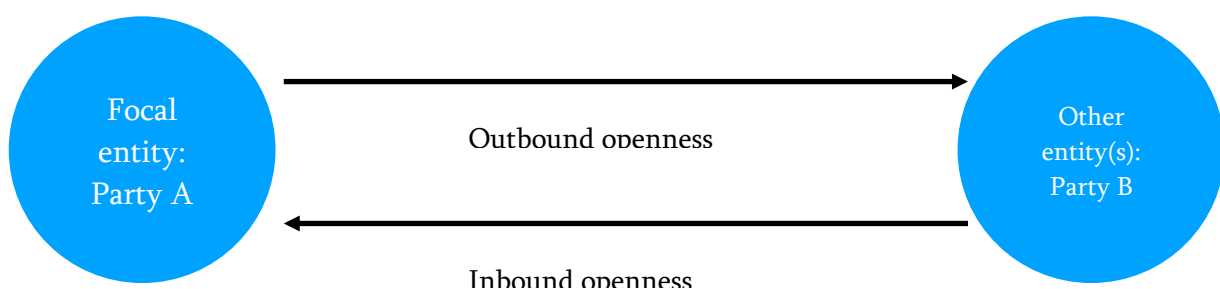 Focal
entity:
Party A
Outbound openness
Inbound openness
Other
entity(s):
Party B